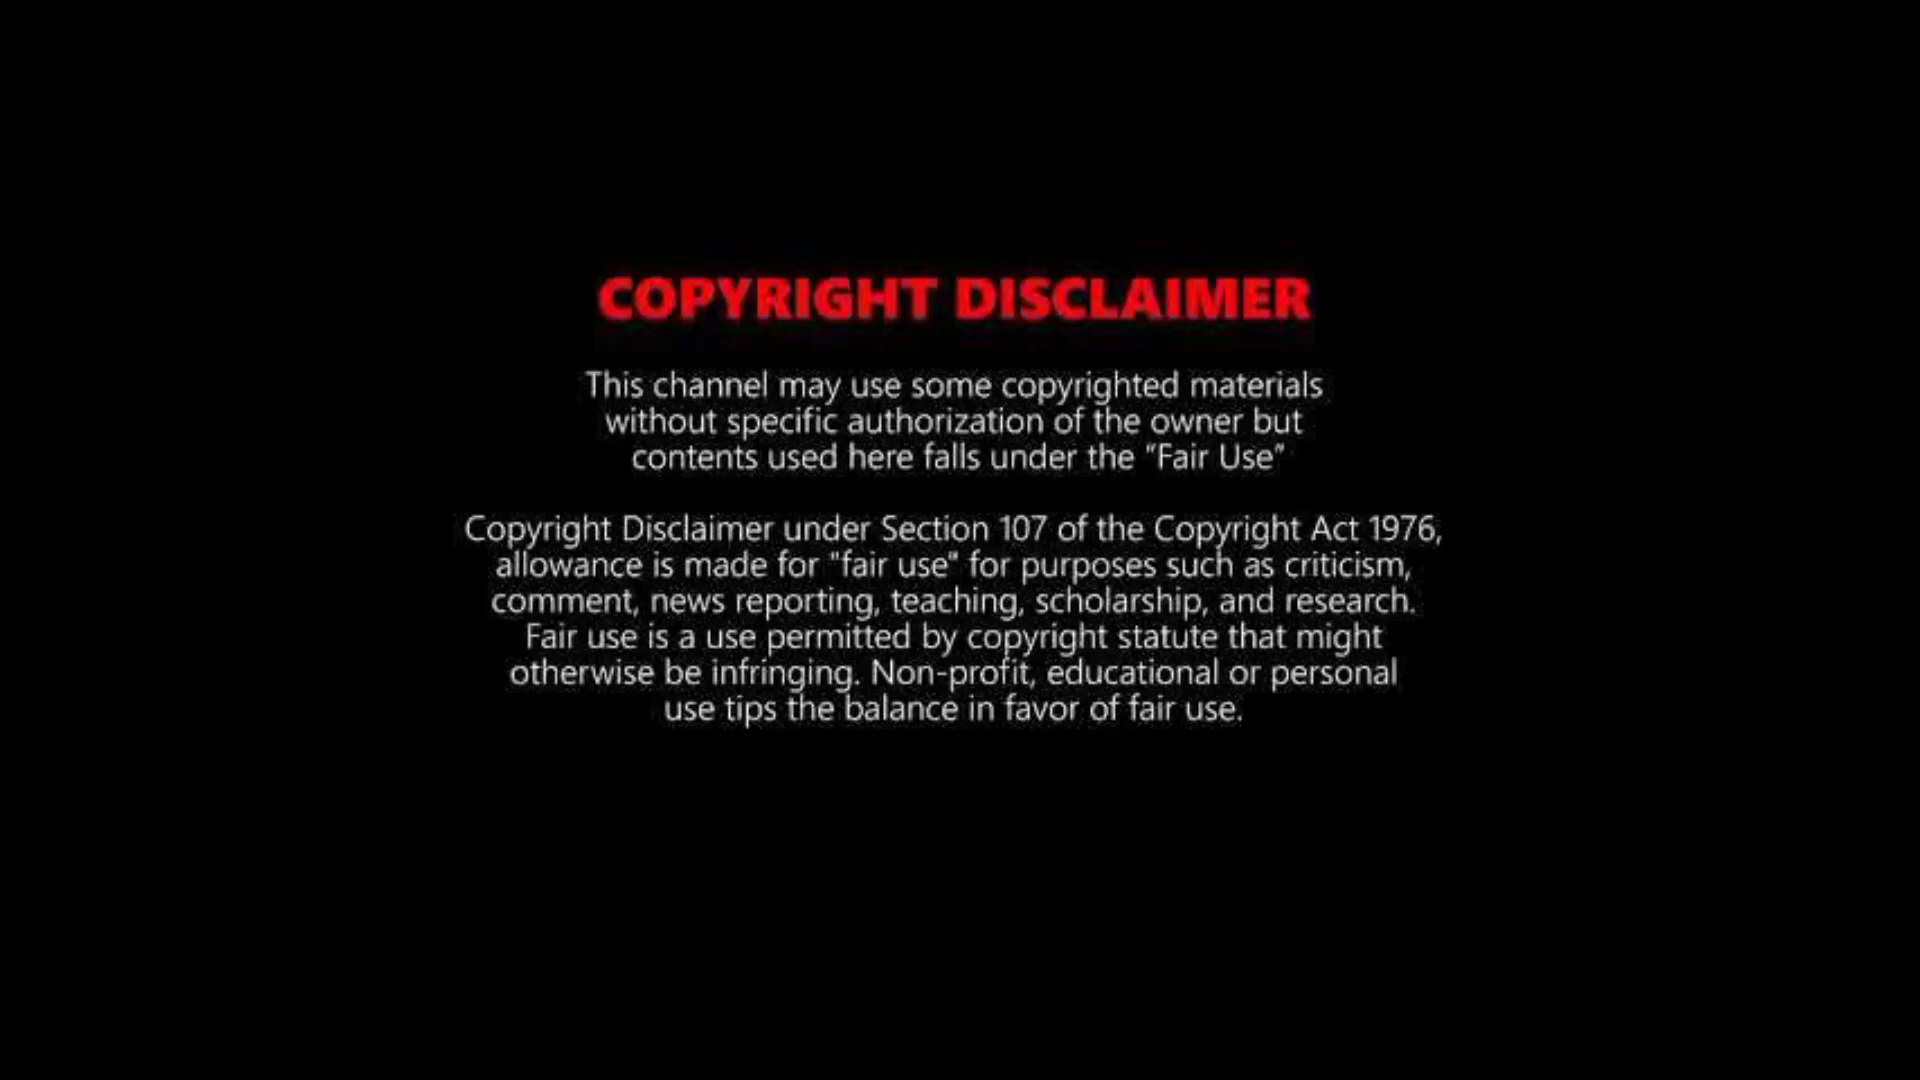 COPYRIGHT DISCLAIMER
This channel may use some copyrighted materials
without specific authorization of the owner but
contents used here falls under the "Fair Use"
Copyright Disclaimer under Section 107 of the Copyright Act 1976,
allowance is made for "fair use" for purposes such as criticism,
comment, news reporting, teaching, scholarship, and research.
Fair use is a use permitted by copyright statute that might
otherwise be infringing. Non-profit, educational or personal
use tips the balance in favor of fair use.